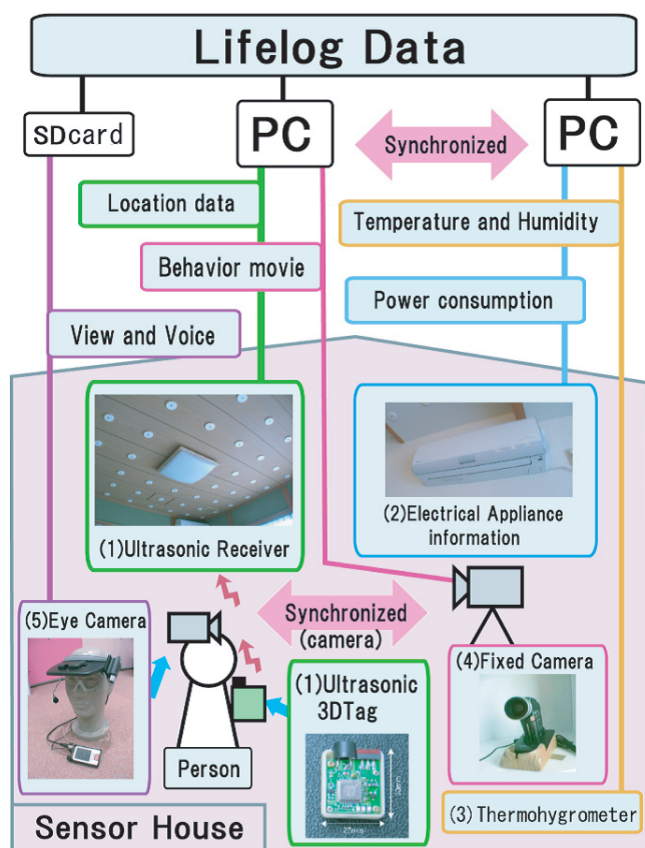 Lifelog Data
SDcard
PC
Synchronized
PC
Location data
Temperature and Humidity
Behavior movie
Power consumption
View and Voice
(1)Ultrasonic Receiver
(2)Electrical Appliance
information
(5)Eye Camera
Synchronized
(camera)
(4)Fixed Camera
(1)Ultrasonic
3DTag
Person
(3)Thermohygrometer
Sensor House